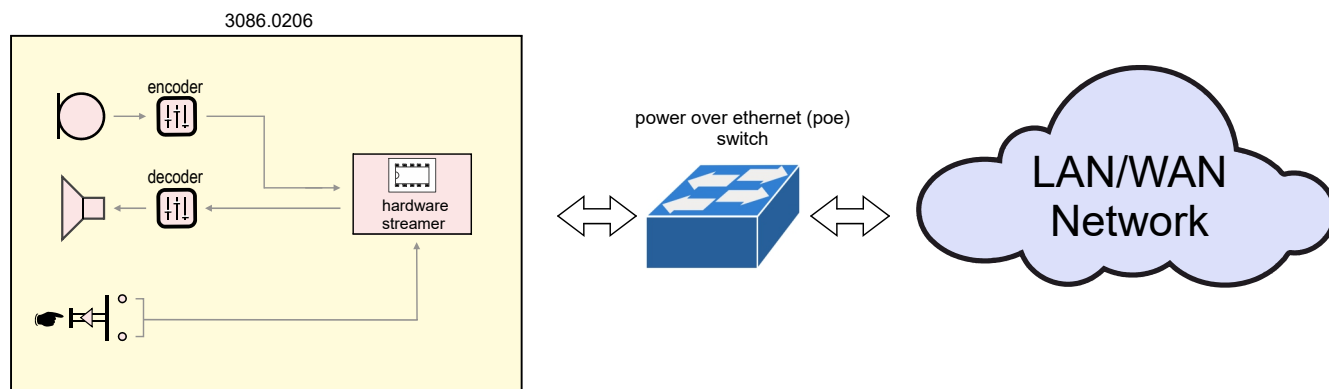 3086.0206
encoder
decoder
hardware
streamer
power over ethernet (poe)
switch
LAN/WAN
Network